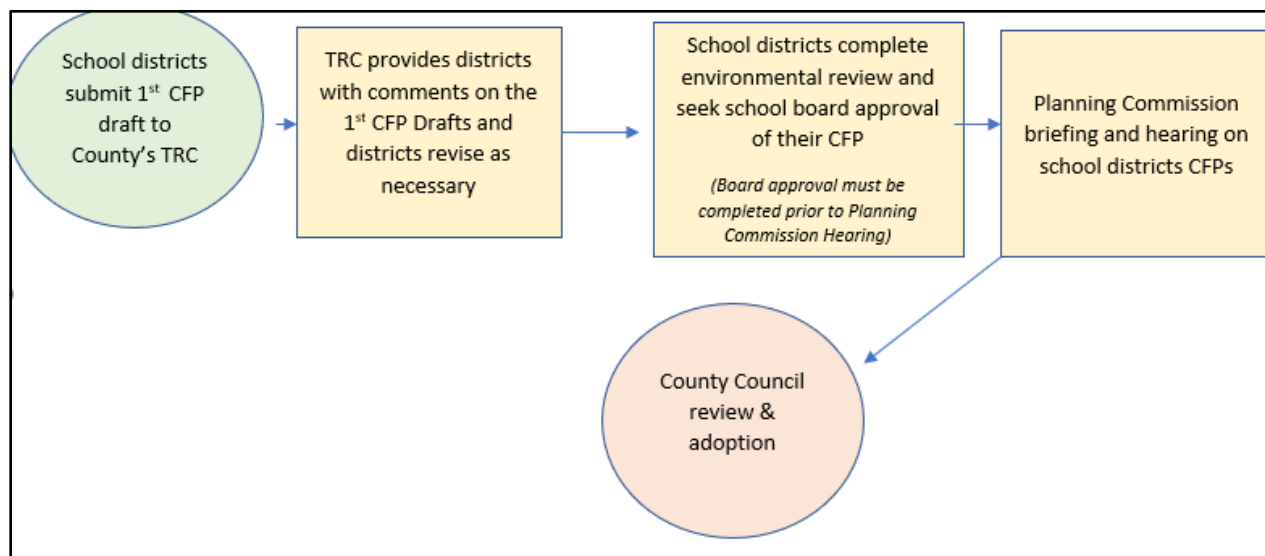 School districts
submit 1st CFP
draft to
County's TRC
TRC provides districts
with comments on the
1st CFP Drafts and
districts revise as
necessary
School districts complete
environmental review and
seek school board approval
of their CFP
(Board approval must be
completed prior to Planning
Commission Hearing)
Planning Commission
briefing and hearing on
school districts CFPs
County Council
review &
adoption